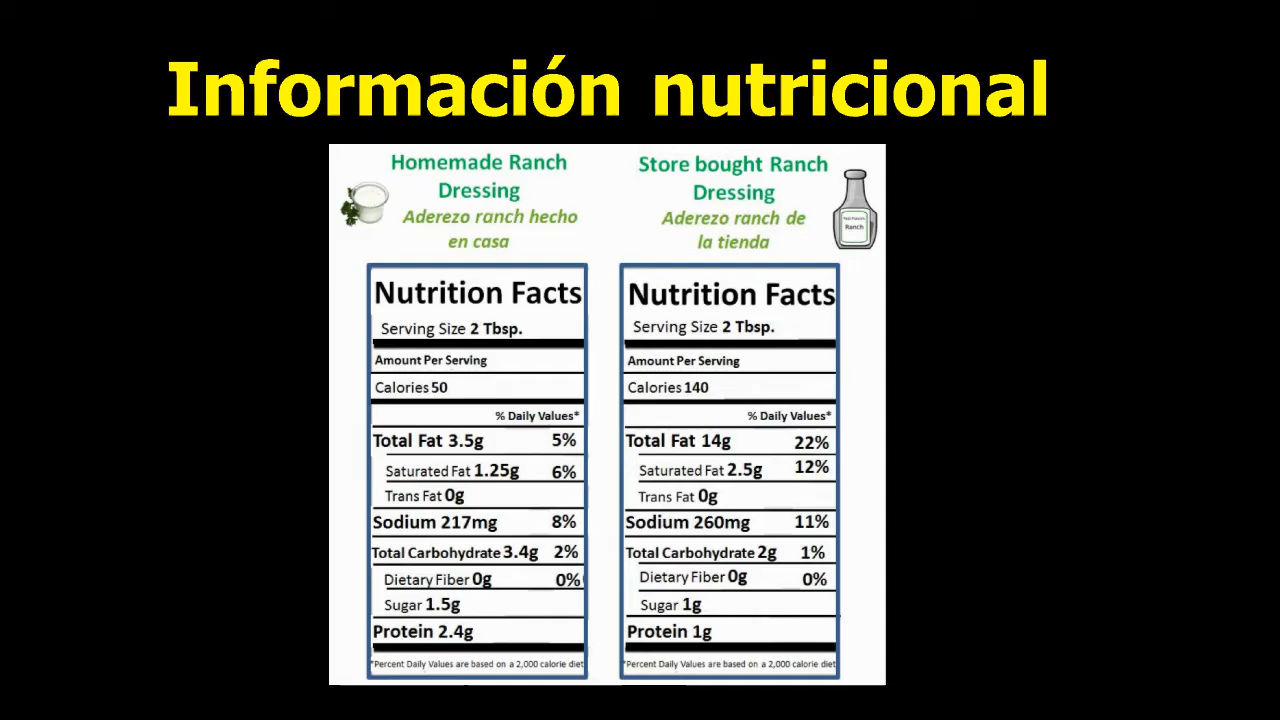 Información nutricional
Homemade Ranch
Dressing
Aderezo ranch hecho
en casa
Nutrition Facts
Serving Size 2 Tbsp.
Amount Per Serving
Calories 50
% Daily Values*
Total Fat 3.5g 5%
Saturated Fat 1.25g 6%
Trans Fat 0g
Sodium 217mg 8%
Total Carbohydrate 3.4g 2%
Dietary Fiber 0g 0%
Sugar 1.5g
Protein 2.4g
*Percent Daily Values are based on a 2,000 calorie diet
Store bought Ranch
Dressing
Aderezo ranch de
la tienda
Ranch
Nutrition Facts
Serving Size 2 Tbsp.
Amount Per Serving
Calories 140
% Daily Values*
Total Fat 14g 22%
Saturated Fat 2.5g 12%
Trans Fat 0g
Sodium 260mg 11%
Total Carbohydrate 2g 1%
Dietary Fiber 0g 0%
Sugar 1g
Protein 1g
*Percent Daily Values are based on a 2,000 calorie diet